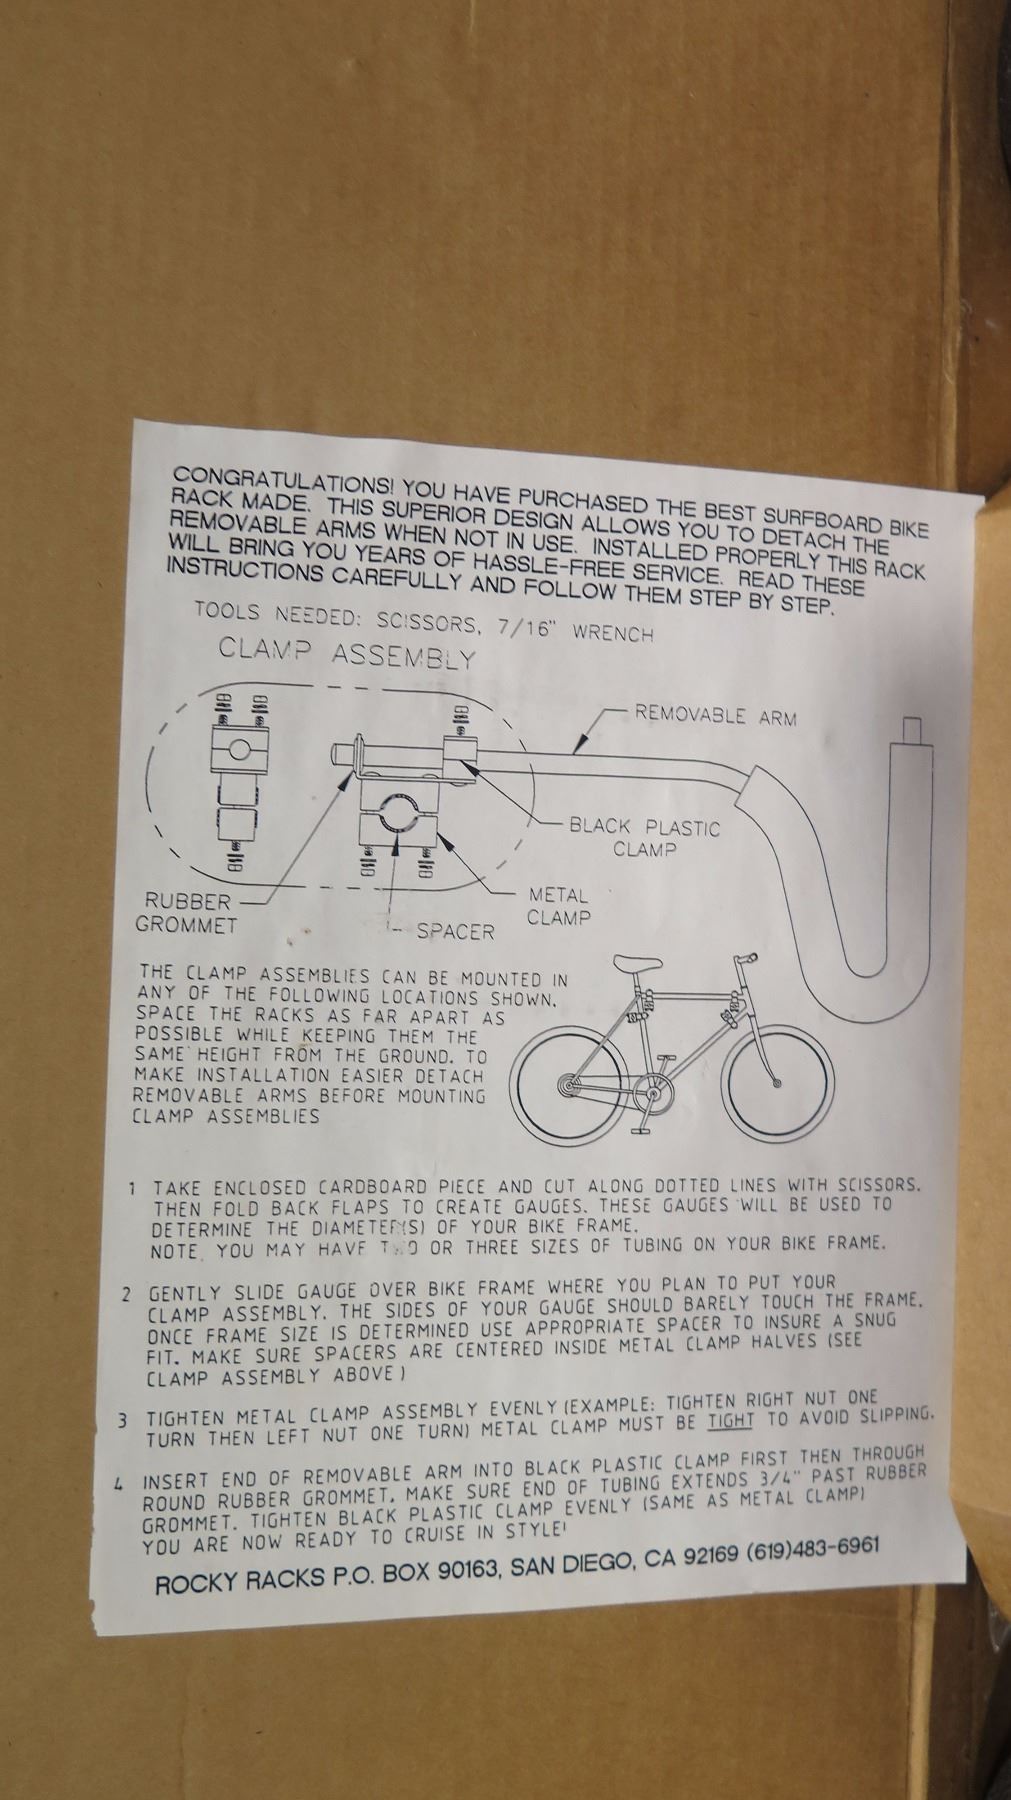 CONGRATULATIONS! YOU HAVE PURCHASED THE BEST SURFBOARD BIKE
RACK MADE. THIS SUPERIOR DESIGN ALLOWS YOU TO DETACH THE
REMOVABLE ARMS WHEN NOT IN USE. INSTALLED PROPERLY THIS RACK
WILL BRING YOU YEARS OF HASSLE-FREE SERVICE. READ THESE
INSTRUCTIONS CAREFULLY AND FOLLOW THEM STEP BY STEP.
TOOLS NEEDED: SCISSORS, 7/16" WRENCH
CLAMP ASSEMBLY
REMOVABLE ARM
BLACK PLASTIC
CLAMP
METAL
CLAMP
RUBBER
GROMMET
SPACER
THE CLAMP ASSEMBLIES CAN BE MOUNTED IN
ANY OF THE FOLLOWING LOCATIONS SHOWN.
SPACE THE RACKS AS FAR APART AS
POSSIBLE WHILE KEEPING THEM THE
SAME HEIGHT FROM THE GROUND. TO
MAKE INSTALLATION EASIER DETACH
REMOVABLE ARMS BEFORE MOUNTING
CLAMP ASSEMBLIES
1 TAKE ENCLOSED CARDBOARD PIECE AND CUT ALONG DOTTED LINES WITH SCISSORS.
THEN FOLD BACK FLAPS TO CREATE GAUGES. THESE GAUGES WILL BE USED TO
DETERMINE THE DIAMETER(S) OF YOUR BIKE FRAME.
NOTE. YOU MAY HAVE TWO OR THREE SIZES OF TUBING ON YOUR BIKE FRAME.
2 GENTLY SLIDE GAUGE OVER BIKE FRAME WHERE YOU PLAN TO PUT YOUR
CLAMP ASSEMBLY. THE SIDES OF YOUR GAUGE SHOULD BARELY TOUCH THE FRAME.
ONCE FRAME SIZE IS DETERMINED USE APPROPRIATE SPACER TO INSURE A SNUG
FIT. MAKE SURE SPACERS ARE CENTERED INSIDE METAL CLAMP HALVES (SEE
CLAMP ASSEMBLY ABOVE)
3 TIGHTEN METAL CLAMP ASSEMBLY EVENLY (EXAMPLE: TIGHTEN RIGHT NUT ONE
TURN THEN LEFT NUT ONE TURN) METAL CLAMP MUST BE TIGHT TO AVOID SLIPPING.
4 INSERT END OF REMOVABLE ARM INTO BLACK PLASTIC CLAMP FIRST THEN THROUGH
ROUND RUBBER GROMMET. MAKE SURE END OF TUBING EXTENDS 3/4" PAST RUBBER
GROMMET. TIGHTEN BLACK PLASTIC CLAMP EVENLY (SAME AS METAL CLAMP)
YOU ARE NOW READY TO CRUISE IN STYLE!
ROCKY RACKS P.O. BOX 90163, SAN DIEGO, CA 92169 (619)483-6961